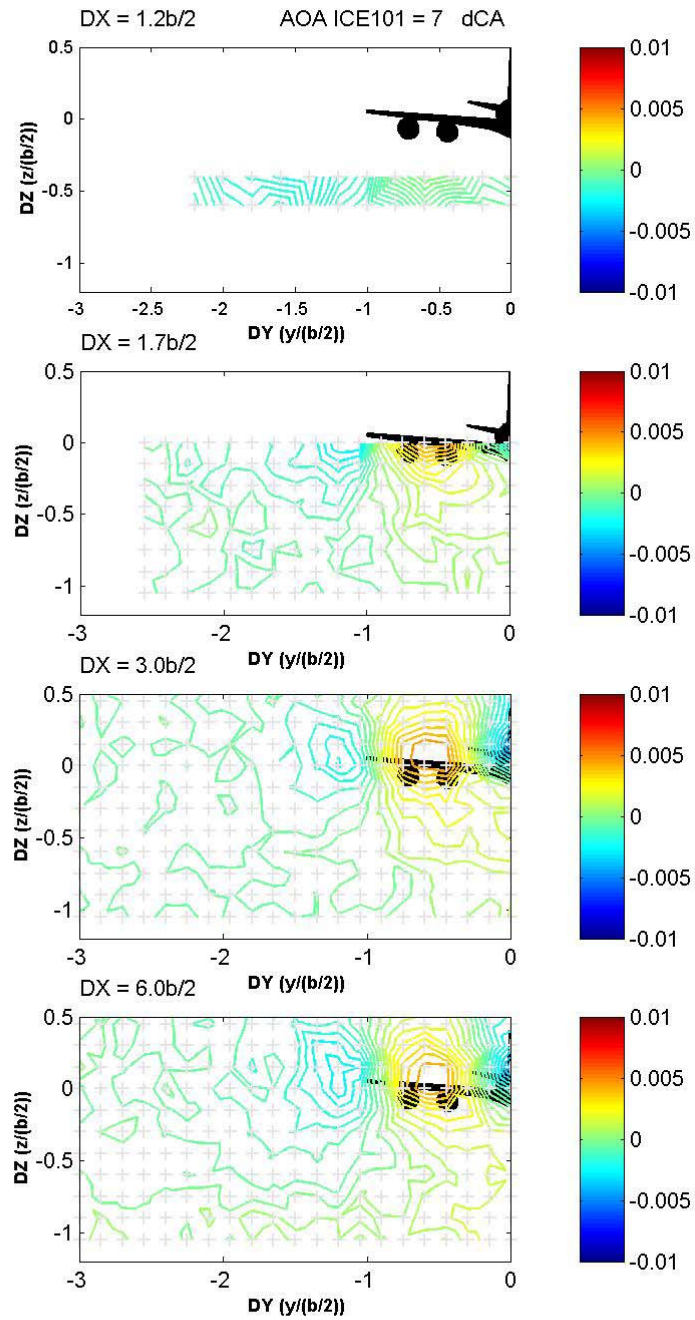 DX = 1.2b/2 AOA ICE101 = 7 dCA
0.5
0
-0.5
-1
DZ (z/(b/2))
-3 -2.5 -2 -1.5 -1 -0.5 0
DY (y/(b/2))
0.01
0.005
0
-0.005
-0.01
DX = 1.7b/2
0.5
0
-0.5
-1
DZ (z/(b/2))
-3 -2 -1 0
DY (y/(b/2))
0.01
0.005
0
-0.005
-0.01
DX = 3.0b/2
0.5
0
-0.5
-1
DZ (z/(b/2))
-3 -2 -1 0
DY (y/(b/2))
0.01
0.005
0
-0.005
-0.01
DX = 6.0b/2
0.5
0
-0.5
-1
DZ (z/(b/2))
-3 -2 -1 0
DY (y/(b/2))
0.01
0.005
0
-0.005
-0.01